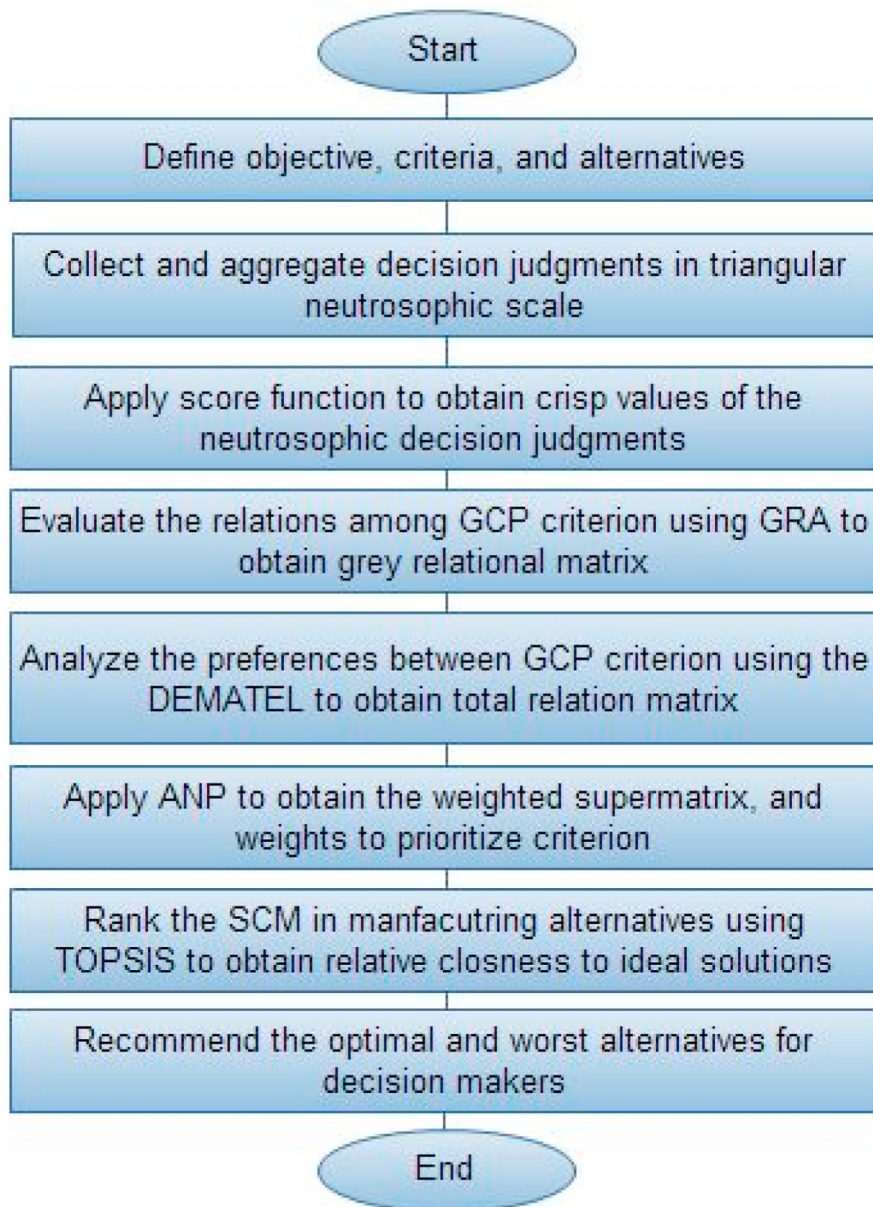 Start
Define objective, criteria, and alternatives
Collect and aggregate decision judgments in triangular
neutrosophic scale
Apply score function to obtain crisp values of the
neutrosophic decision judgments
Evaluate the relations among GCP criterion using GRA to
obtain grey relational matrix
Analyze the preferences between GCP criterion using the
DEMATEL to obtain total relation matrix
Apply ANP to obtain the weighted supermatrix, and
weights to prioritize criterion
Rank the SCM in manfacutring alternatives using
TOPSIS to obtain relative closness to ideal solutions
Recommend the optimal and worst alternatives for
decision makers
End